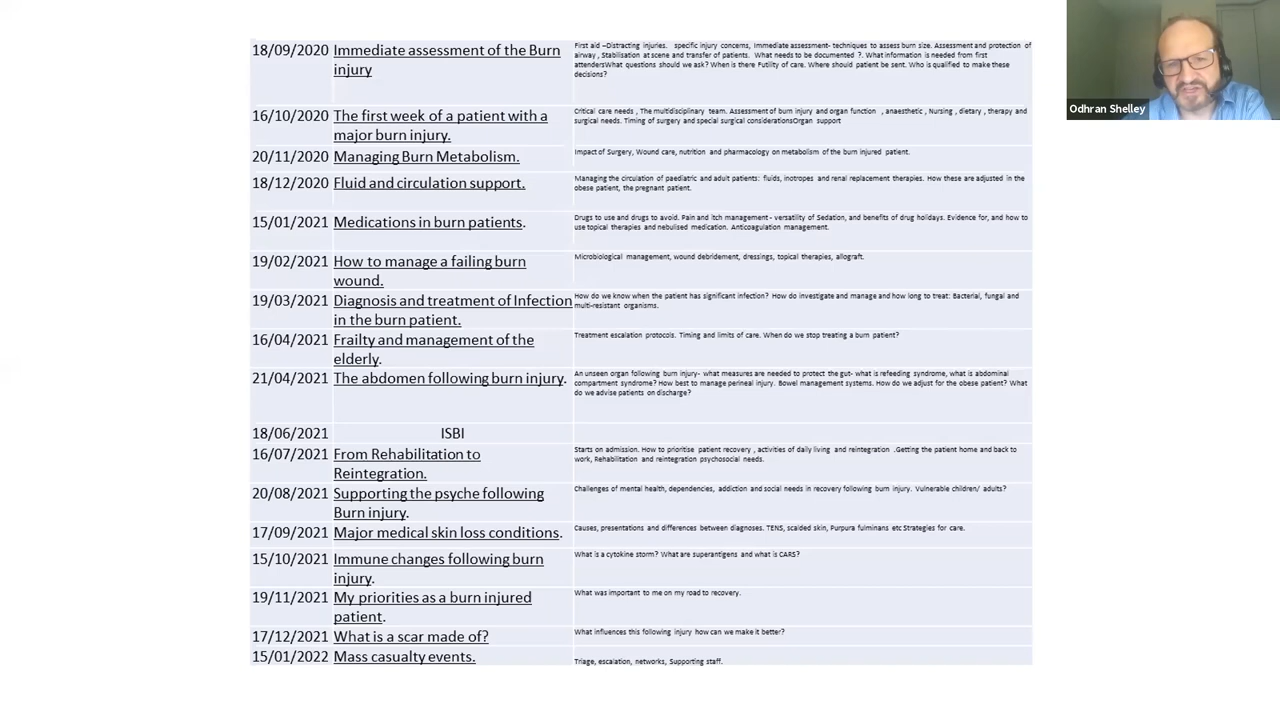 18/09/2020 Immediate assessment of the Burn
injury
First aid –Distracting injuries. specific injury concerns, Immediate assessment- techniques to assess burn size. Assessment and protection of
airway , Stabilisation at scene and transfer of patients. What needs to be documented ?. What information is needed from first
attendersWhat questions should we ask? When is there Futility of care. Where should patient be sent. Who is qualified to make these
decisions?
16/10/2020 The first week of a patient with a
major burn injury.
Critical care needs , The multidisciplinary team. Assessment of burn injury and organ function , anaesthetic , Nursing , dietary , therapy and
surgical needs. Timing of surgery and special surgical considerationsOrgan support
20/11/2020 Managing Burn Metabolism.
Impact of Surgery, Wound care, nutrition and pharmacology on metabolism of the burn injured patient.
18/12/2020 Fluid and circulation support.
Managing the circulation of paediatric and adult patients: fluids, inotropes and renal replacement therapies. How these are adjusted in the
obese patient, the pregnant patient.
15/01/2021 Medications in burn patients.
Drugs to use and drugs to avoid. Pain and itch management - versatility of Sedation, and benefits of drug holidays. Evidence for, and how to
use topical therapies and nebulised medication. Anticoagulation management.
19/02/2021 How to manage a failing burn
wound.
Microbiological management, wound debridement, dressings, topical therapies, allograft.
19/03/2021 Diagnosis and treatment of Infection
in the burn patient.
How do we know when the patient has significant infection? How do investigate and manage and how long to treat: Bacterial, fungal and
multi-resistant organisms.
16/04/2021 Frailty and management of the
elderly.
Treatment escalation protocols. Timing and limits of care. When do we stop treating a burn patient?
21/04/2021 The abdomen following burn injury.
An unseen organ following burn injury- what measures are needed to protect the gut- what is refeeding syndrome, what is abdominal
compartment syndrome? How best to manage perineal injury. Bowel management systems. How do we adjust for the obese patient? What
do we advise patients on discharge?
18/06/2021 ISBI
16/07/2021 From Rehabilitation to
Reintegration.
Starts on admission. How to prioritise patient recovery , activities of daily living and reintegration .Getting the patient home and back to
work, Rehabilitation and reintegration psychosocial needs.
20/08/2021 Supporting the psyche following
Burn injury.
Challenges of mental health, dependencies, addiction and social needs in recovery following burn injury. Vulnerable children/ adults?
17/09/2021 Major medical skin loss conditions.
Causes, presentations and differences between diagnoses. TENS, scalded skin, Purpura fulminans etc Strategies for care.
15/10/2021 Immune changes following burn
injury.
What is a cytokine storm? What are superantigens and what is CARS?
19/11/2021 My priorities as a burn injured
patient.
What was important to me on my road to recovery.
17/12/2021 What is a scar made of?
What influences this following injury how can we make it better?
15/01/2022 Mass casualty events.
Triage, escalation, networks, Supporting staff.
Odhran Shelley